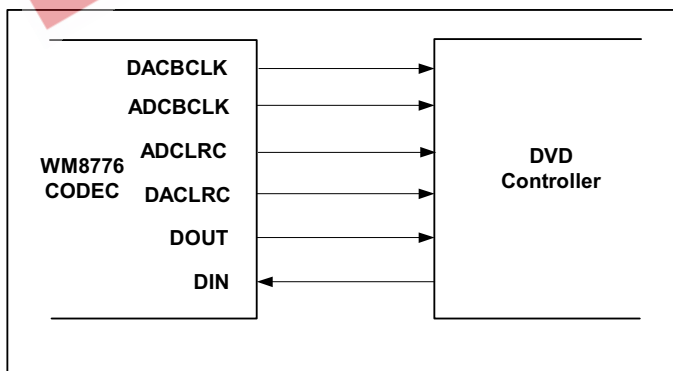 DACBCLK
ADCBCLK
ADCLRC
WM8776
CODEC
DACLRC
DOUT
DIN
DVD
Controller